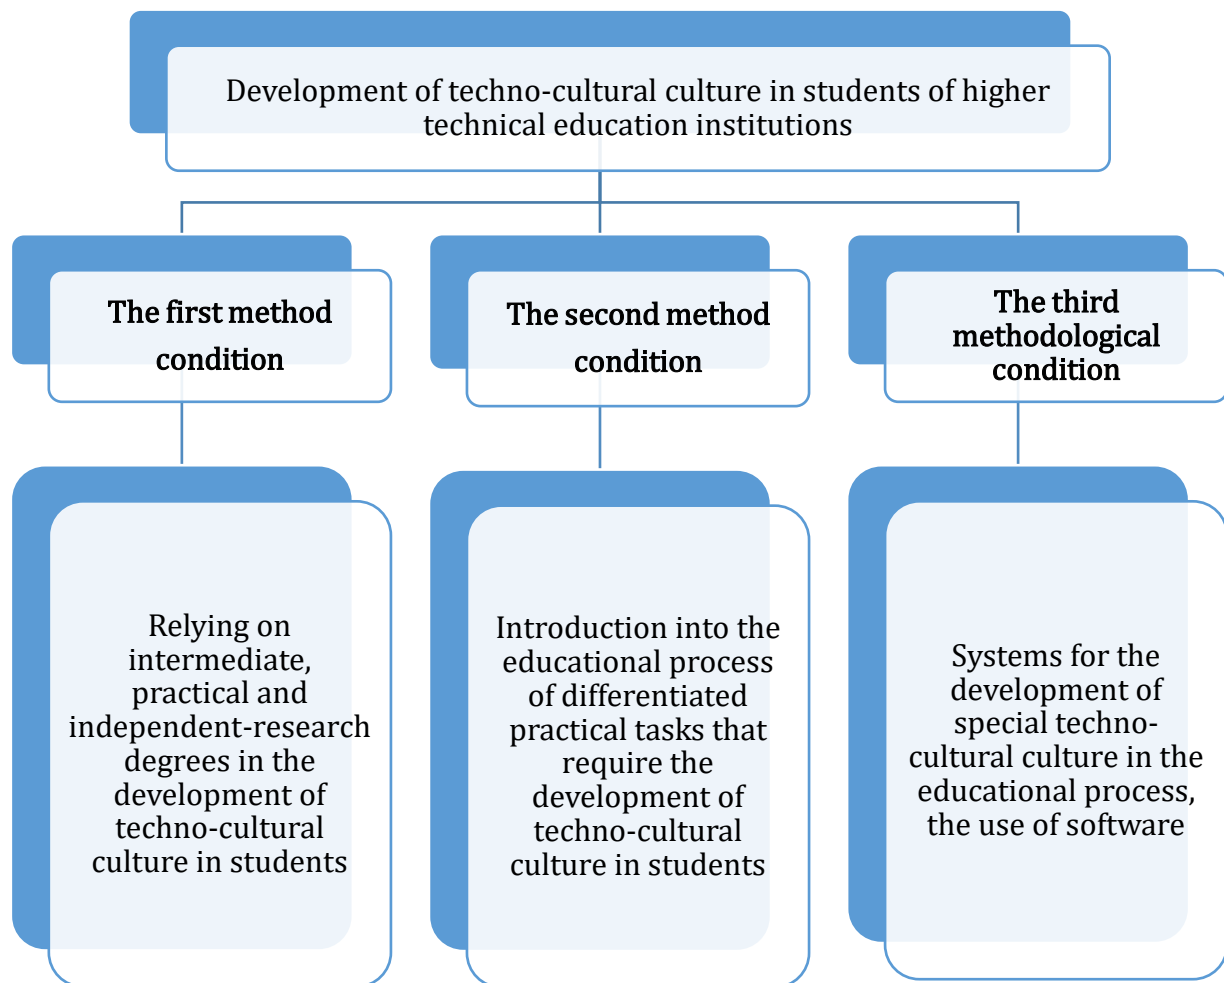 Development of techno-cultural culture in students of higher
technical education institutions
The first method
condition
The second method
condition
The third
methodological
condition
Relying on
intermediate,
practical and
independent-research
degrees in the
development of
techno-cultural
culture in students
Introduction into the
educational process
of differentiated
practical tasks that
require the
development of
techno-cultural
culture in students
Systems for the
development of
special techno-
cultural culture in the
educational process,
the use of software